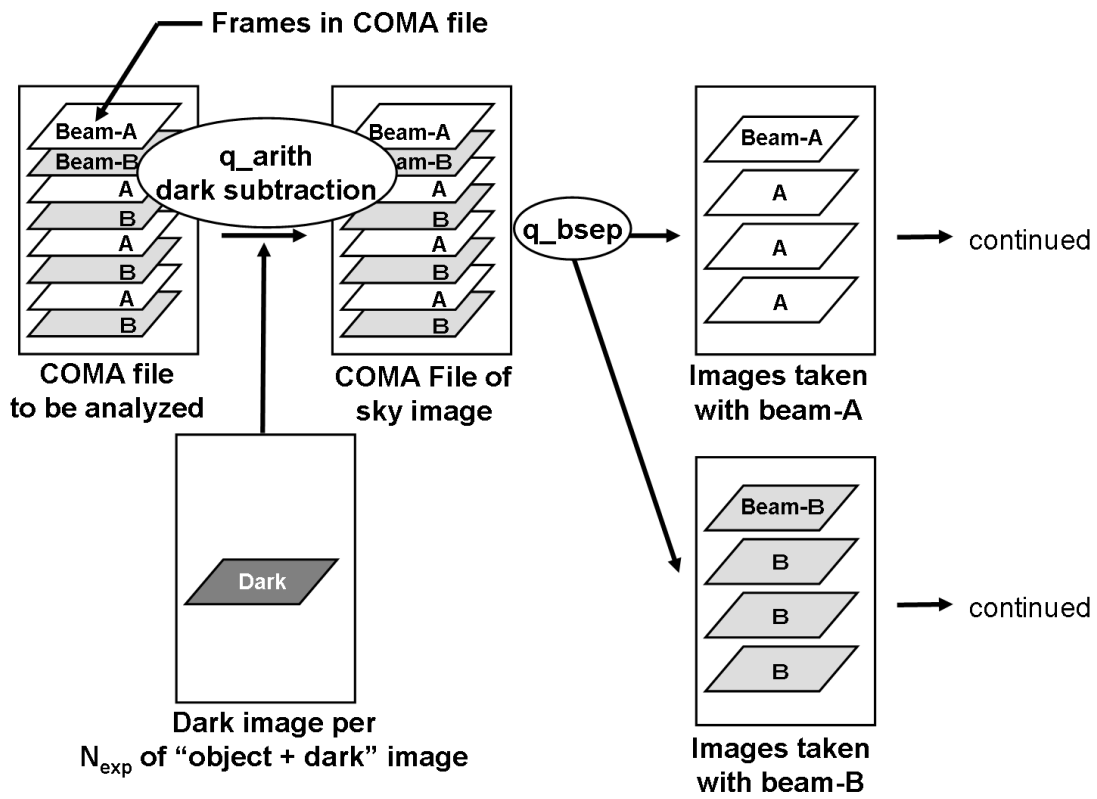 Frames in COMA file
Beam-A
Beam-B
A
B
A
B
A
B
COMA file
to be analyzed
q_arith
dark subtraction
Beam-A
am-B
A
B
A
B
A
B
COMA File of
sky image
Dark
Dark image per
Nexp of “object + dark” image
q_bsep
Beam-A
A
A
A
Images taken
with beam-A
continued
Beam-B
B
B
B
Images taken
with beam-B
continued